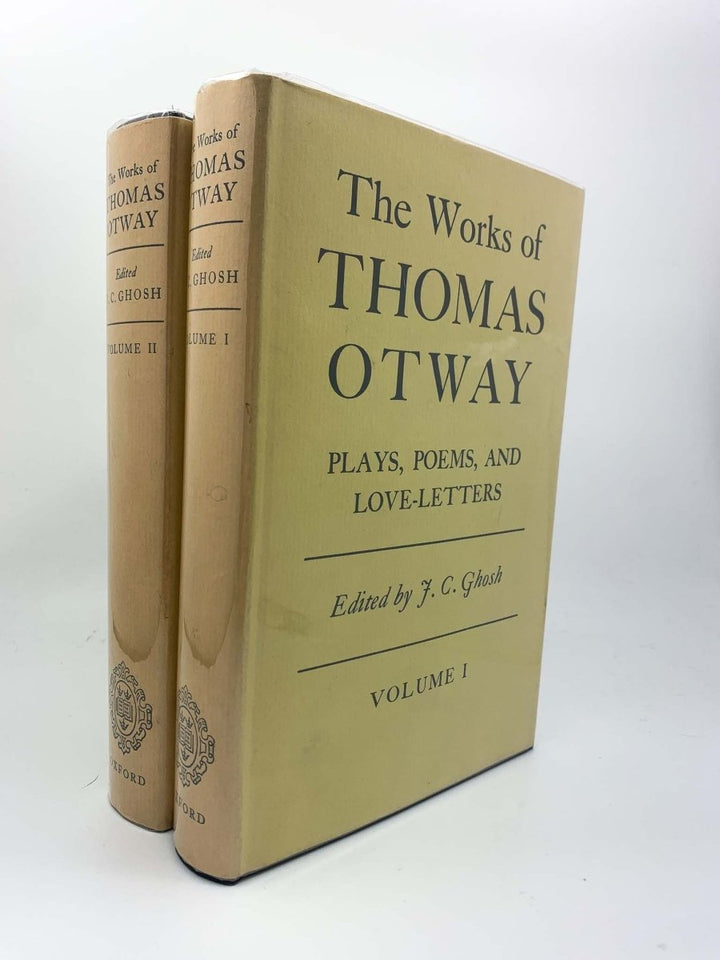 The Works of
THOMAS
OTWAY
PLAYS, POEMS, AND
LOVE-LETTERS
Edited by J. C. Ghosh
VOLUME I
The Works of
THOMAS
OTWAY
Edited
C. GHOSH
VOLUME II
OXFORD
Works of
THOMAS
OTWAY
Edited
C. GHOSH
VOLUME I
OXFORD